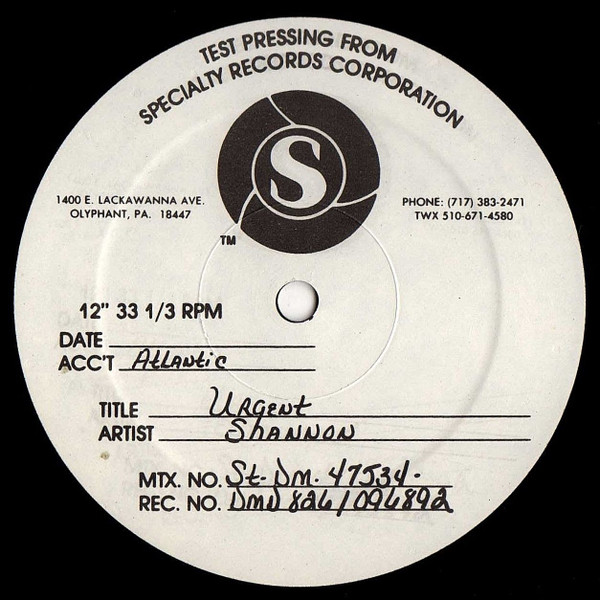 TEST PRESSING FROM
SPECIALTY RECORDS CORPORATION
S
1400 E. LACKAWANNA AVE.
OLYPHANT, PA. 18447
PHONE: (717) 383-2471
TWX 510-671-4580
TM
12" 33 1/3 RPM
DATE
ACC'T Atlantic
TITLE Urgent
ARTIST Shannon
MTX. NO. St-DM. 47534-
REC. NO. DMD 826/096892